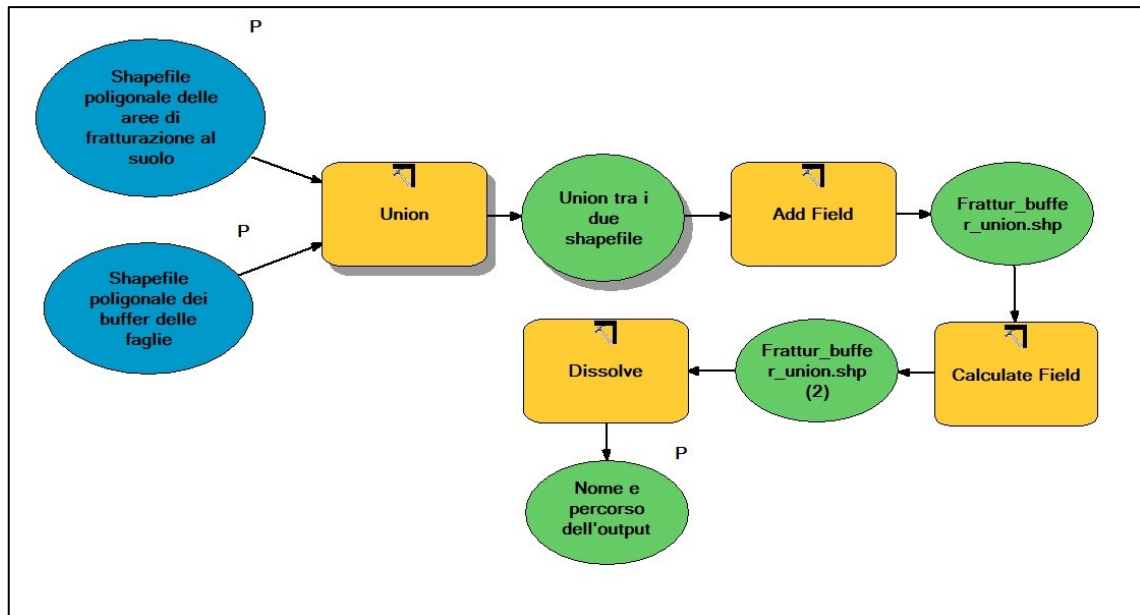 P
Shapefile
poligonale delle
aree di
fratturazione al
suolo
P
Shapefile
poligonale dei
buffer delle
faglie
Union
Union tra i
due
shapefile
Add Field
Frattur_buffe
r_union.shp
Calculate Field
Frattur_buffe
r_union.shp
(2)
Dissolve
P
Nome e
percorso
dell'output